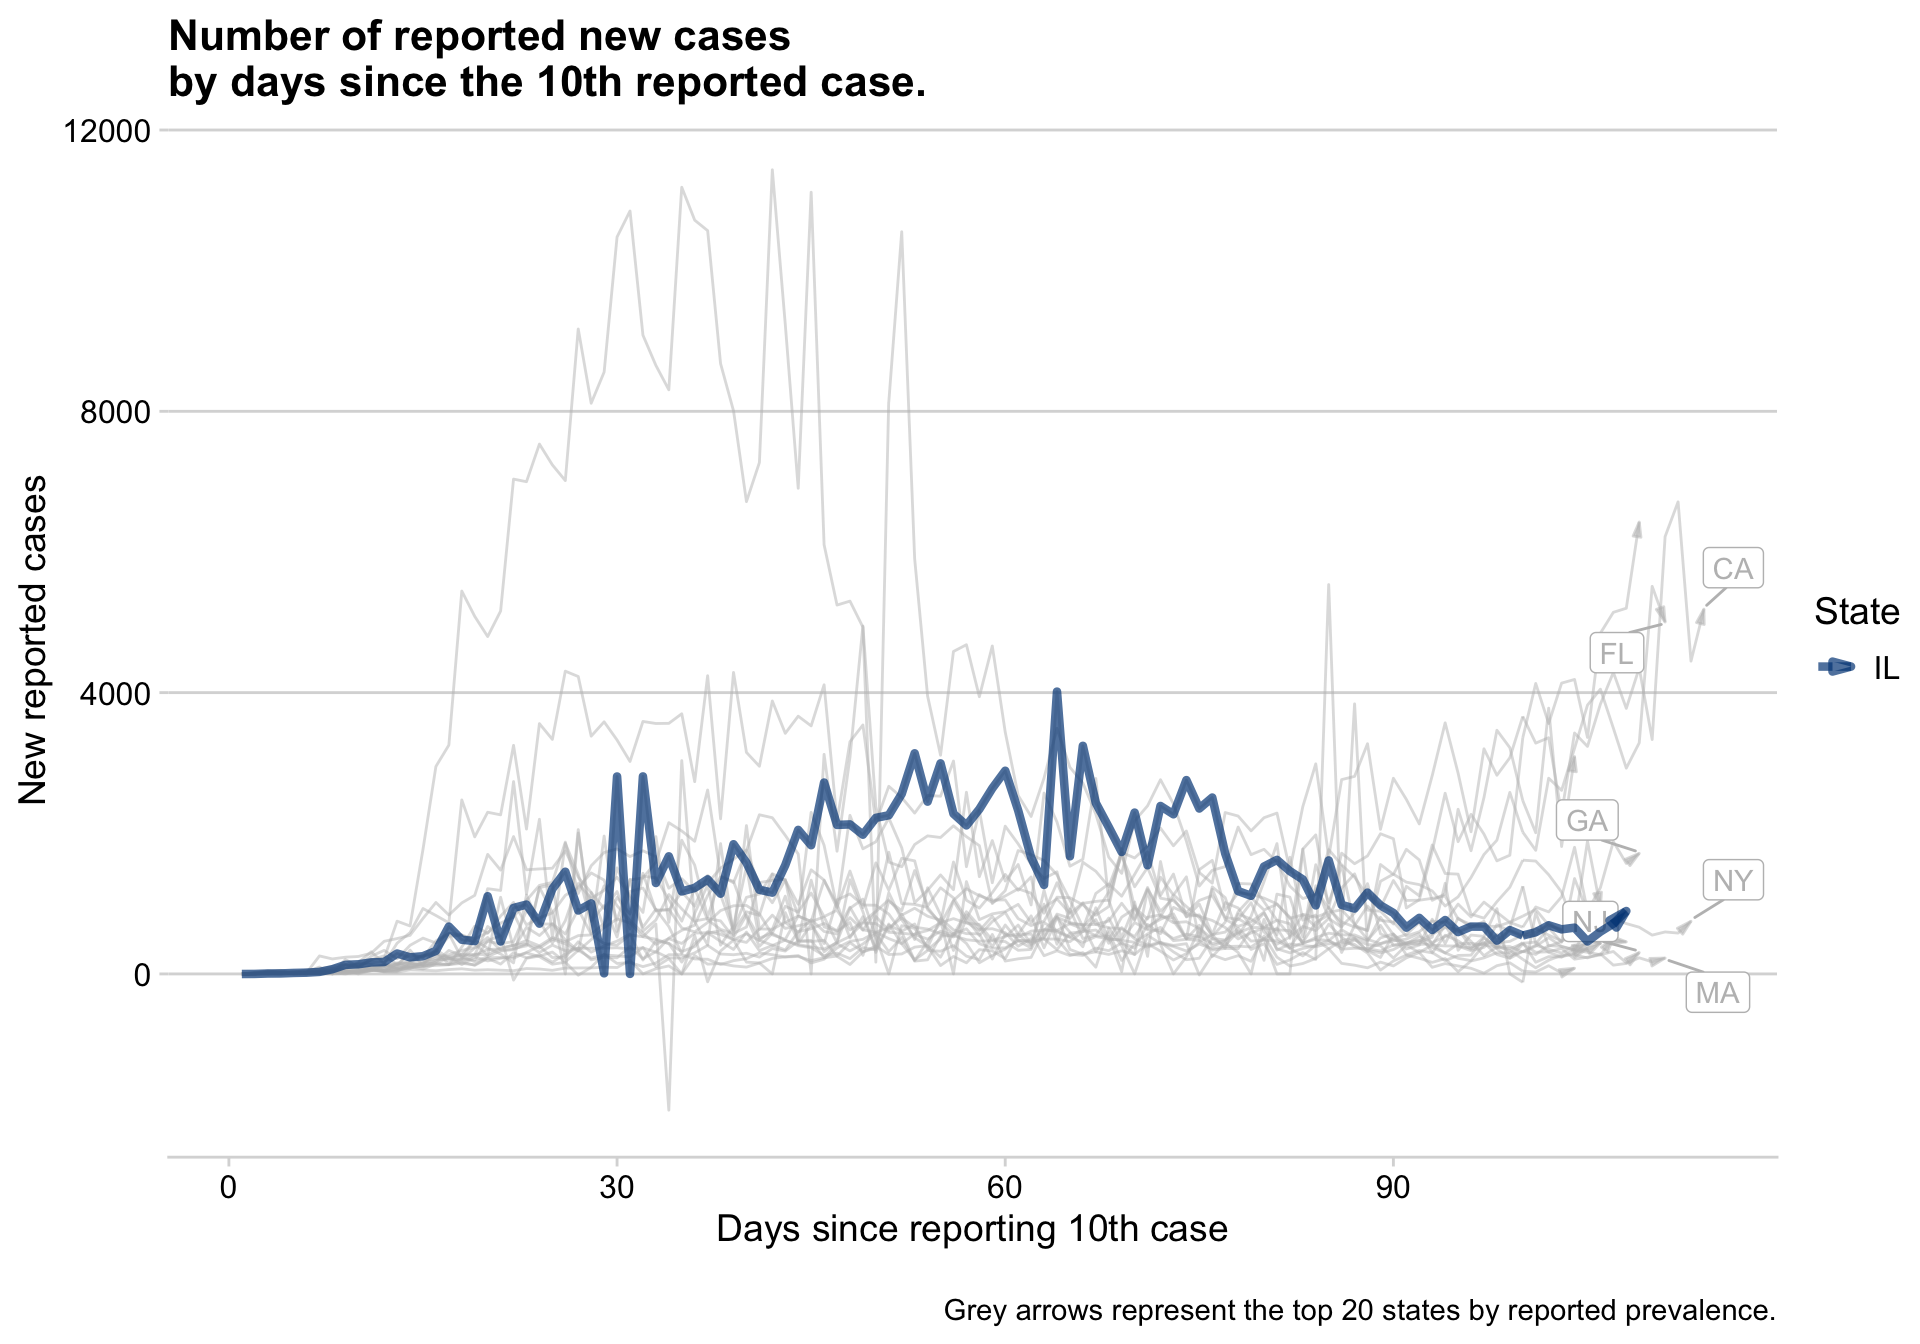 Number of reported new cases
by days since the 10th reported case.
12000
8000
4000
0
New reported cases
CA
FL
GA
NY
NJ
MA
State
IL
0
30
60
90
Days since reporting 10th case
Grey arrows represent the top 20 states by reported prevalence.